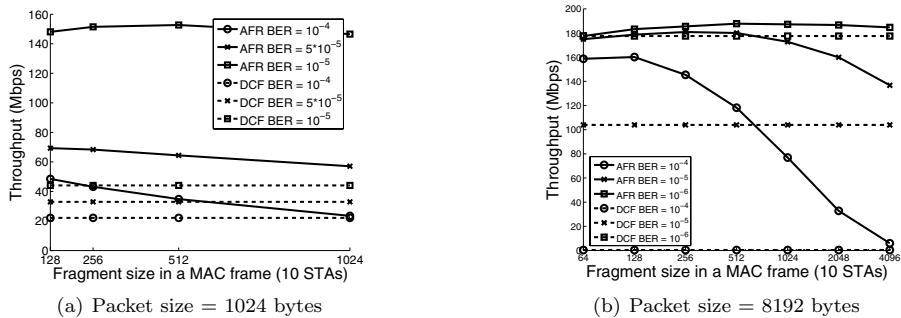 160
140
120
100
80
60
40
20
0
Throughput (Mbps)
AFR BER = 10⁻⁴
AFR BER = 5*10⁻⁵
AFR BER = 10⁻⁵
DCF BER = 10⁻⁴
DCF BER = 5*10⁻⁵
DCF BER = 10⁻⁵
128 256 512 1024
Fragment size in a MAC frame (10 STAs)
(a) Packet size = 1024 bytes
200
180
160
140
120
100
80
60
40
20
0
Throughput (Mbps)
AFR BER = 10⁻⁴
AFR BER = 10⁻⁵
AFR BER = 10⁻⁶
DCF BER = 10⁻⁴
DCF BER = 10⁻⁵
DCF BER = 10⁻⁶
64 128 256 512 1024 2048 4096
Fragment size in a MAC frame (10 STAs)
(b) Packet size = 8192 bytes